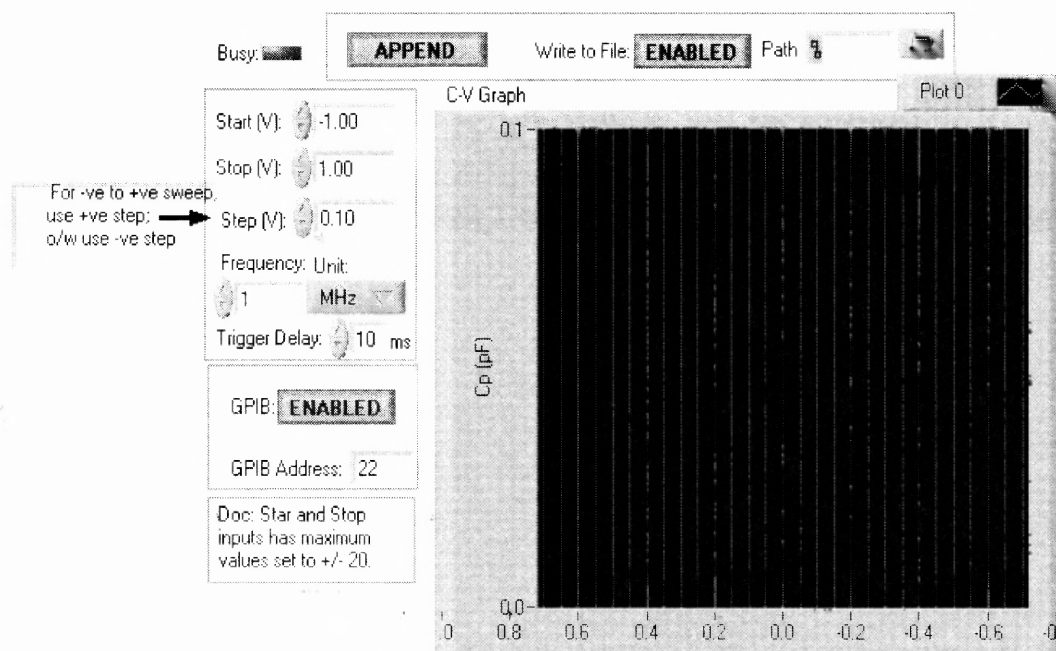 Busy: APPEND Write to File: ENABLED Path %
C-V Graph Plot 0
Start (V): -1.00
Stop (V): 1.00
For -ve to +ve sweep,
use +ve step;
o/w use -ve step
Step (V): 0.10
Frequency: Unit:
1 MHz
Trigger Delay: 10 ms
GPIB: ENABLED
GPIB Address: 22
Doc: Star and Stop
inputs has maximum
values set to +/- 20.
Cp (pF)
0.1
0.0
.0 0.8 0.6 0.4 0.2 0.0 -0.2 -0.4 -0.6 -0